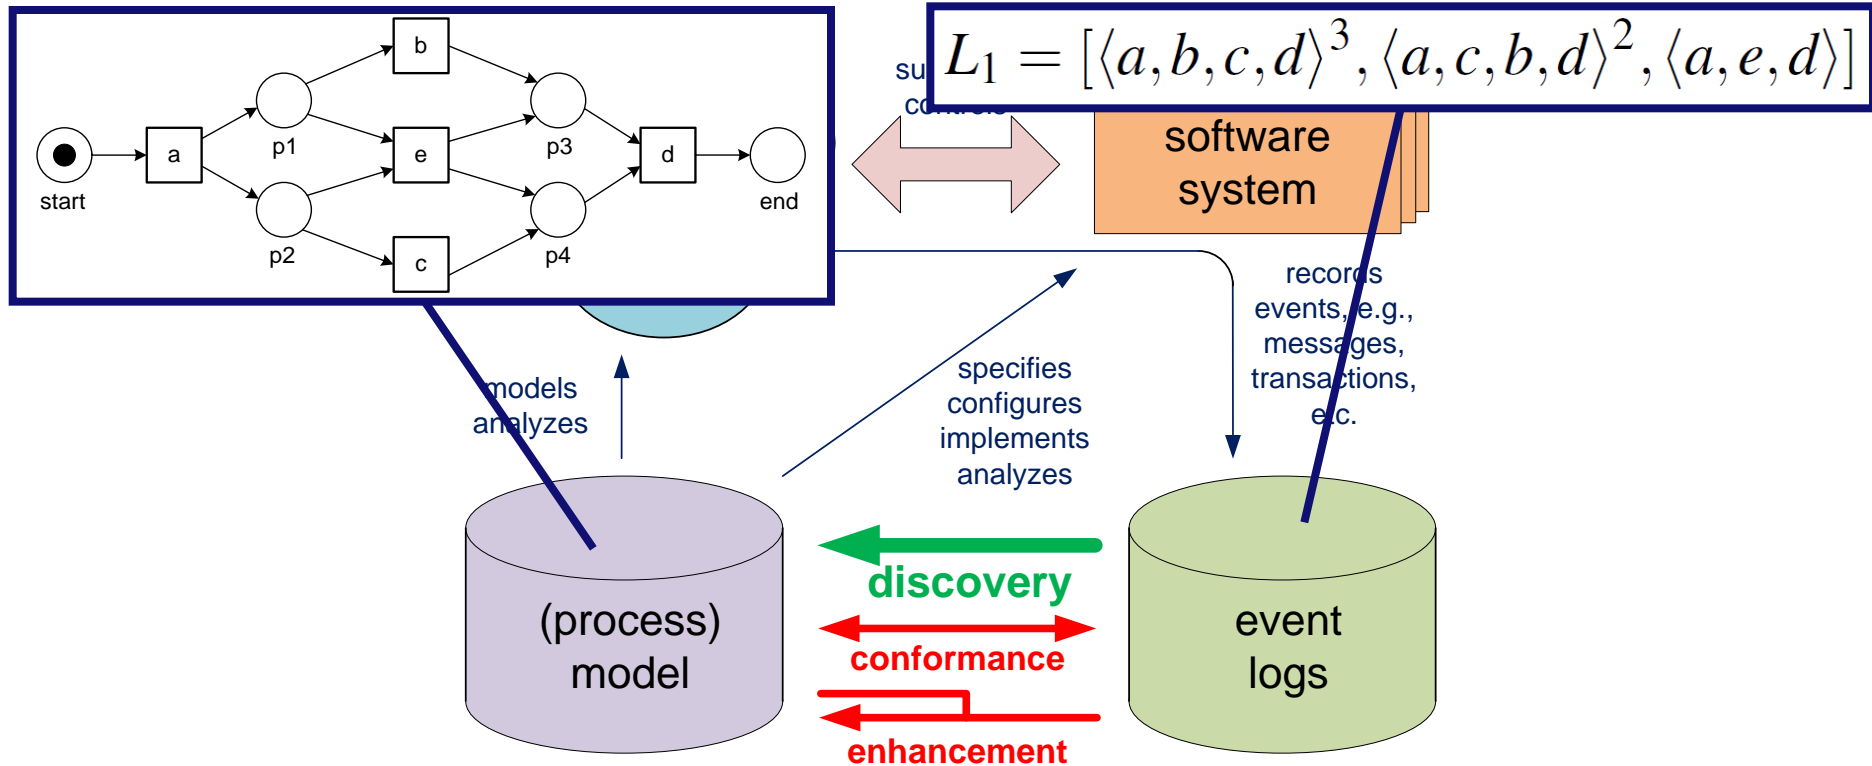 b
a
p1
e
p3
d
start
p2
c
p4
end
L₁ = [⟨a,b,c,d⟩³, ⟨a,c,b,d⟩², ⟨a,e,d⟩]
software
system
records
events, e.g.,
messages,
transactions,
etc.
models
analyzes
specifies
configures
implements
analyzes
(process)
model
discovery
conformance
enhancement
event
logs